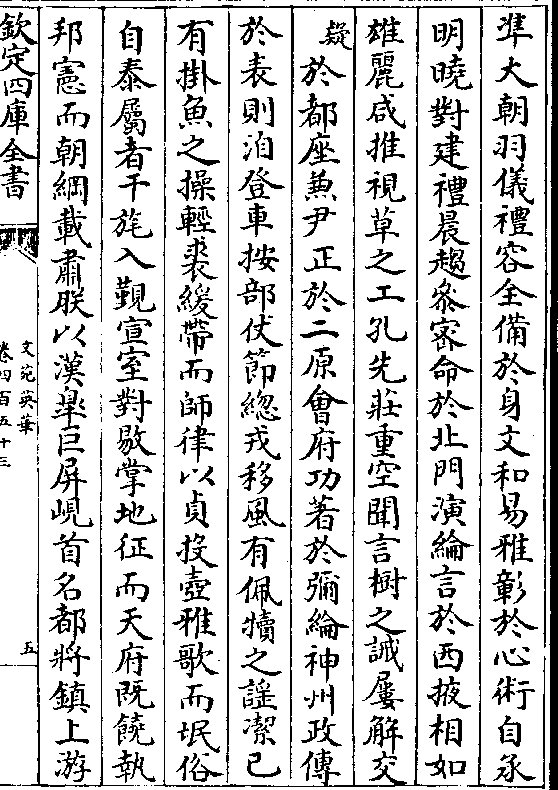 準大朝羽儀禮容全備於身文和易雅彰於心術自承
明曉對建禮晨趨叅密命於北門演綸言於西掖相如
雄麗咸推視草之工孔光莊重空聞言樹之誡屢解交
疑於都座兼尹正於二原會府功著於彌綸神州政傳
於表則洎登車按部仗節總戎移風有佩犢之謡潔已
有掛魚之操輕裘緩帶而師律以貞投壺雅歌而坻俗
自泰屬者干旄入覲宣室對敭掌地征而天府既饒執
邦憲而朝綱載肅朕以漢臯巨屏峴首名都將鎮上游
欽定四庫全書
文苑英華
卷四百五十三
五